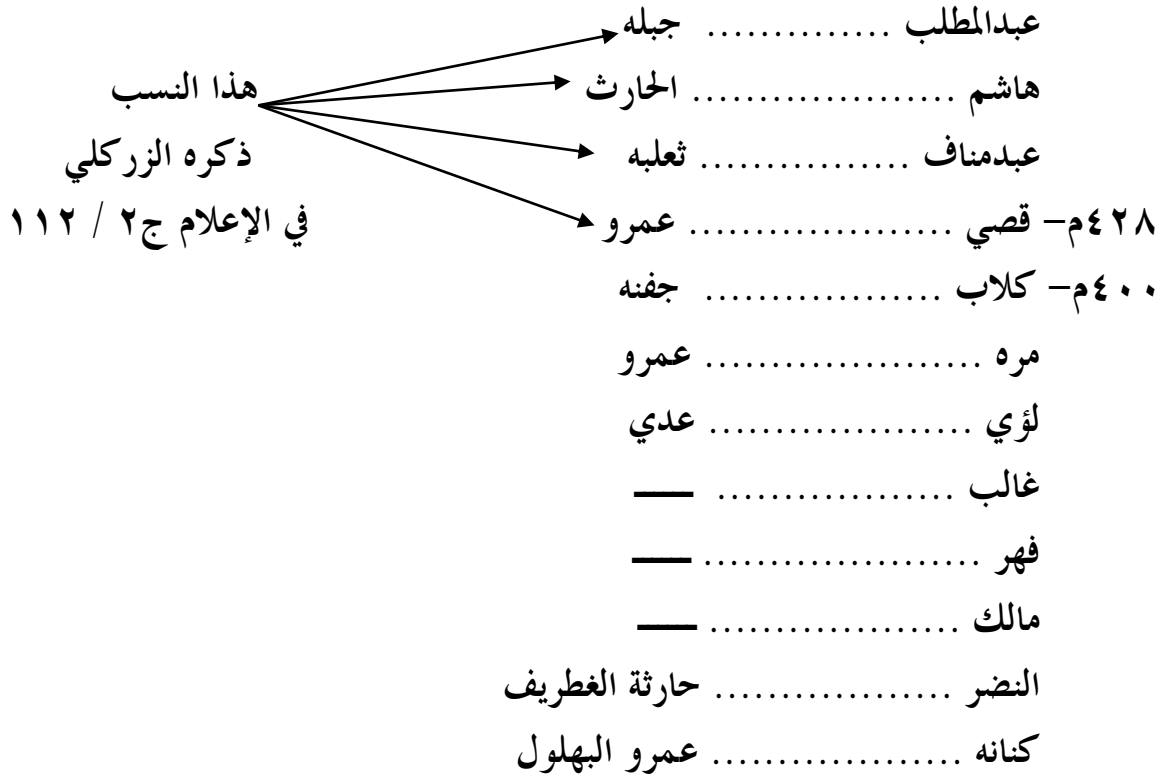 عبدالمطلب .............. جبله
هاشم .................... الحارث
عبدمناف ................ ثعلبه
٤٢٨م– قصي .................... عمرو
٤٠٠م– كلاب .................. جفنه
مره ..................... عمرو
لؤي ................... عدي
غالب .................. ـــــ
فهر ..................... ـــــ
مالك ................... ـــــ
النضر .................. حارثة الغطريف
كنانه ................... عمرو البهلول
هذا النسب
ذكره الزركلي
في الإعلام ج٢ / ١١٢